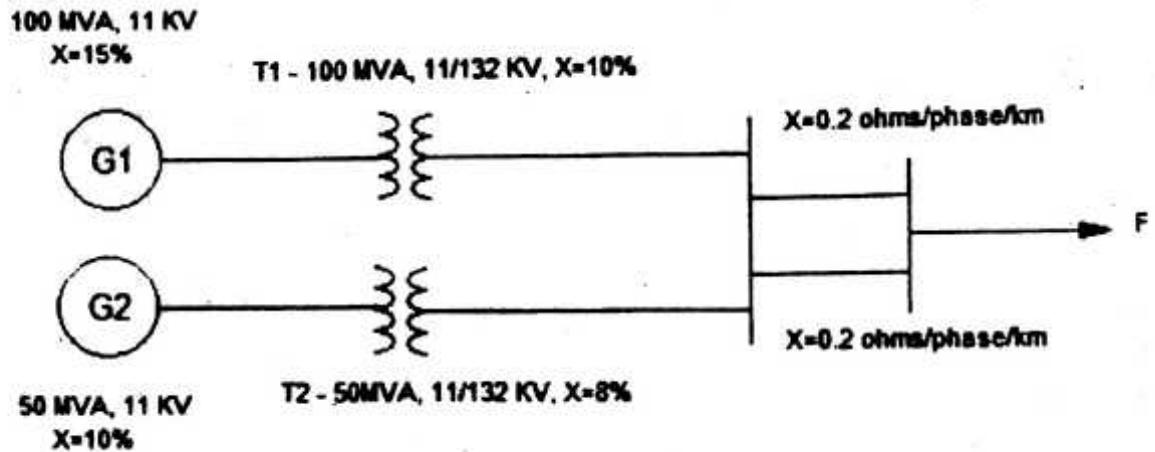 100 MVA, 11 KV
X=15%
T1 - 100 MVA, 11/132 KV, X=10%
X=0.2 ohms/phase/km
G1
F
G2
X=0.2 ohms/phase/km
T2 - 50MVA, 11/132 KV, X=8%
50 MVA, 11 KV
X=10%